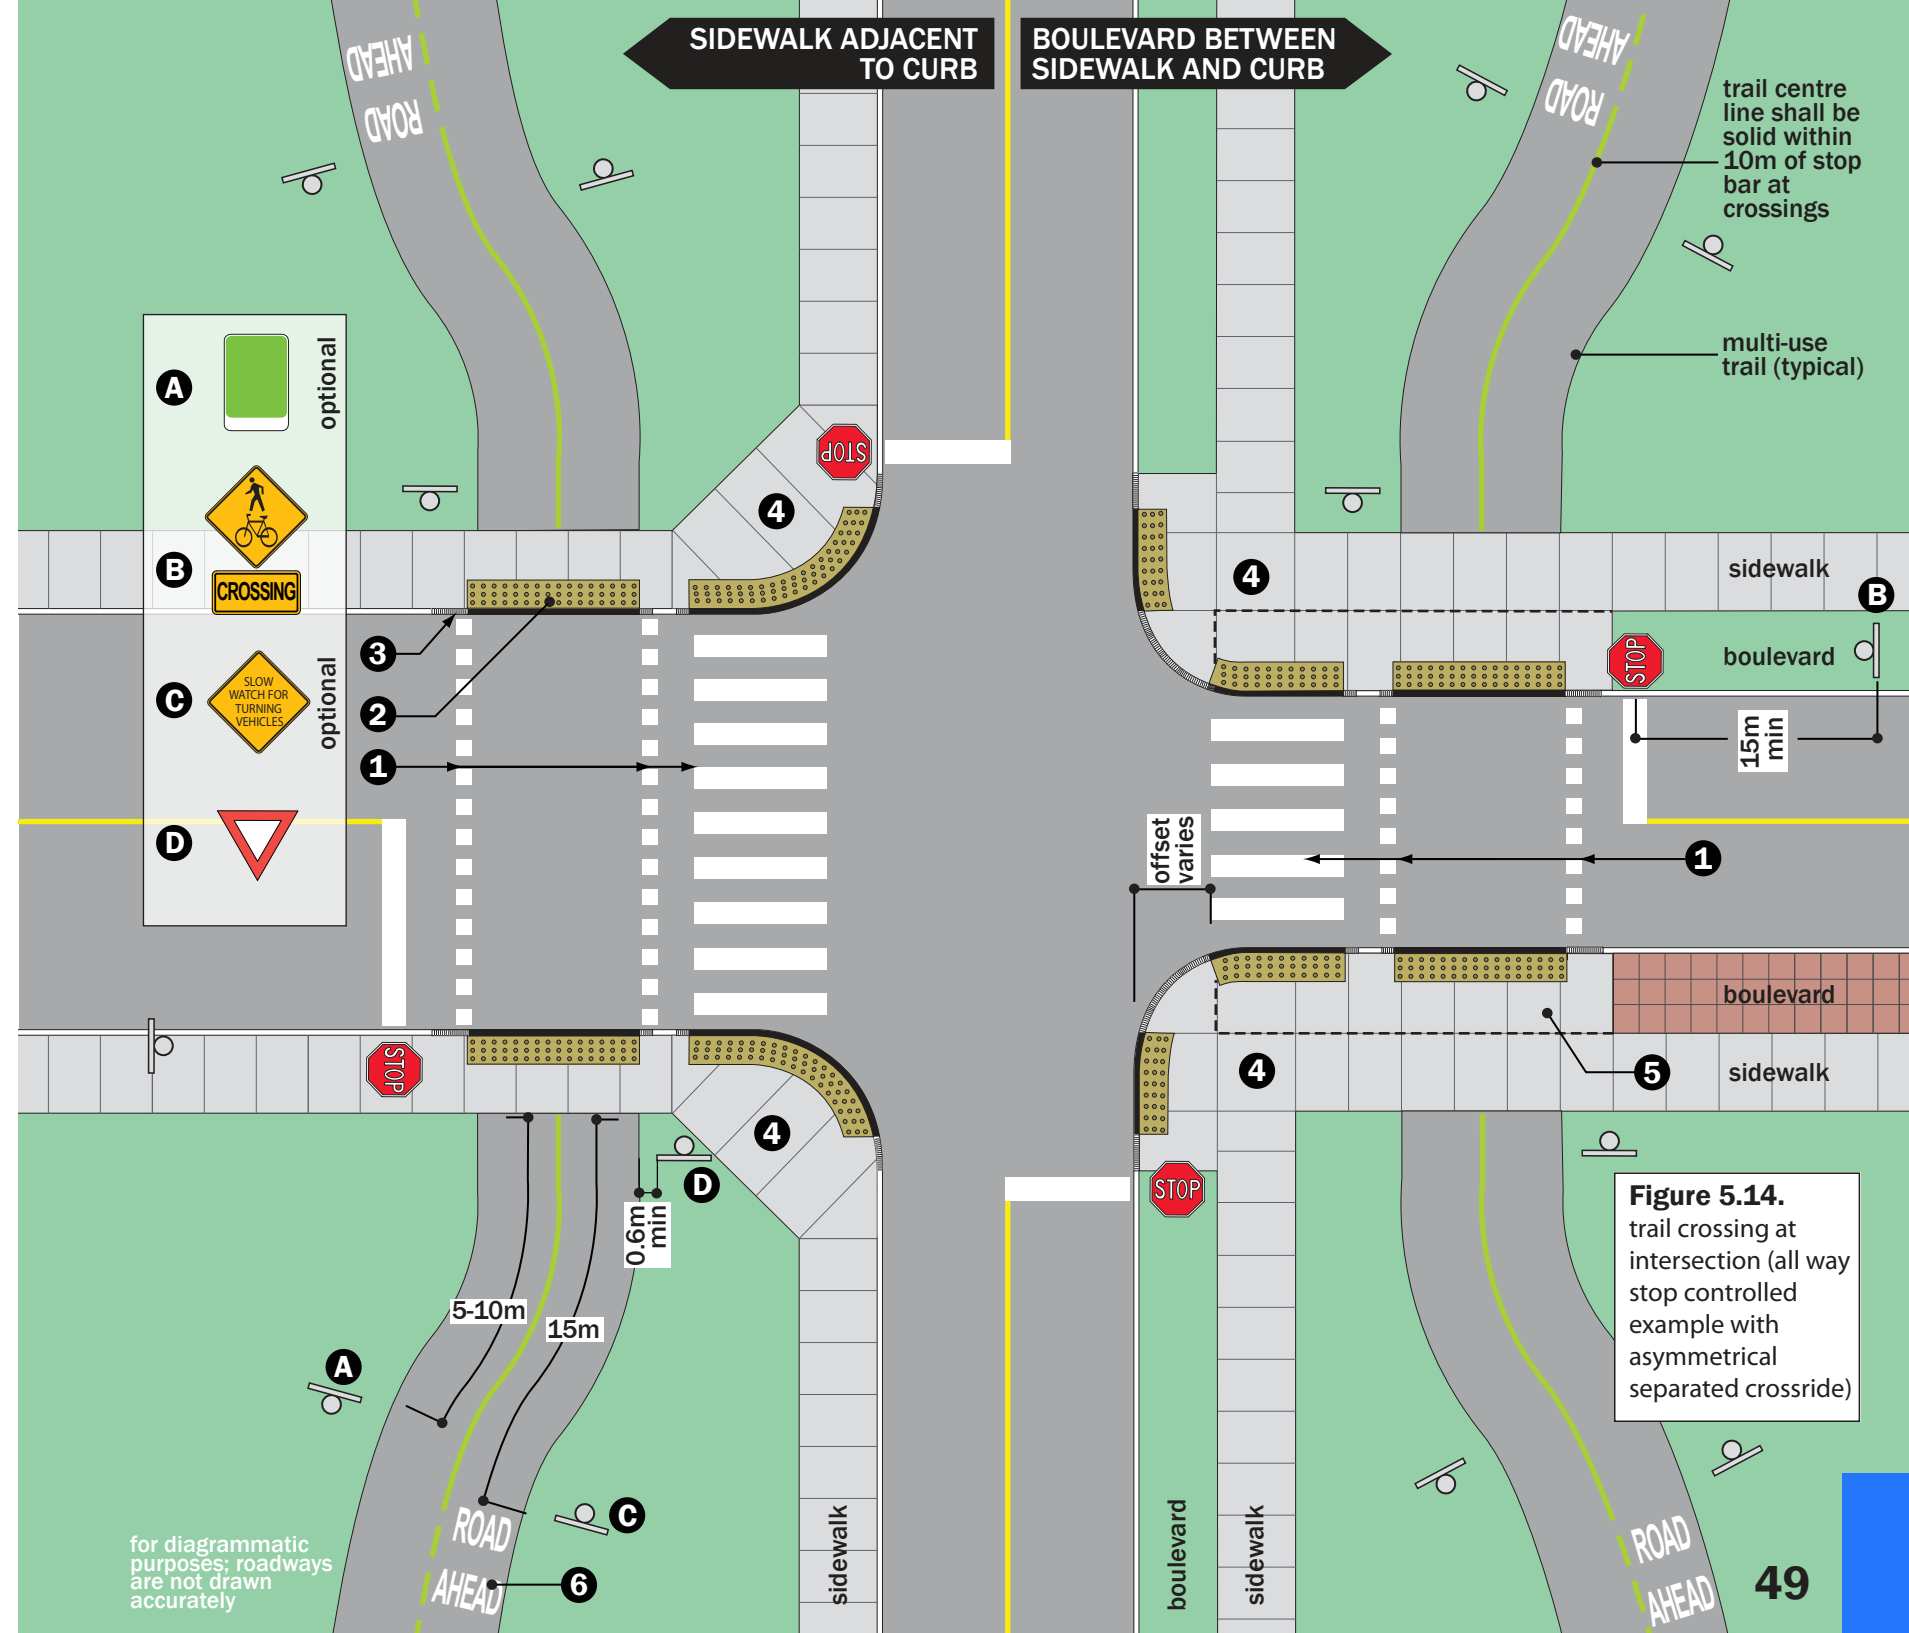 SIDEWALK ADJACENT
TO CURB
BOULEVARD BETWEEN
SIDEWALK AND CURB
AHEAD
ROAD
AHEAD
ROAD
trail centre
line shall be
solid within
10m of stop
bar at
crossings
multi-use
trail (typical)
A
optional
B
CROSSING
C
SLOW
WATCH FOR
TURNING
VEHICLES
optional
D
STOP
4
3
2
1
4
sidewalk
B
boulevard
STOP
15m
min
offset
varies
1
boulevard
sidewalk
5
4
STOP
4
STOP
D
0.6m
min
5-10m
15m
A
C
ROAD
AHEAD
6
for diagrammatic
purposes; roadways
are not drawn
accurately
sidewalk
boulevard
sidewalk
Figure 5.14.
trail crossing at
intersection (all way
stop controlled
example with
asymmetrical
separated crossride)
ROAD
AHEAD
49